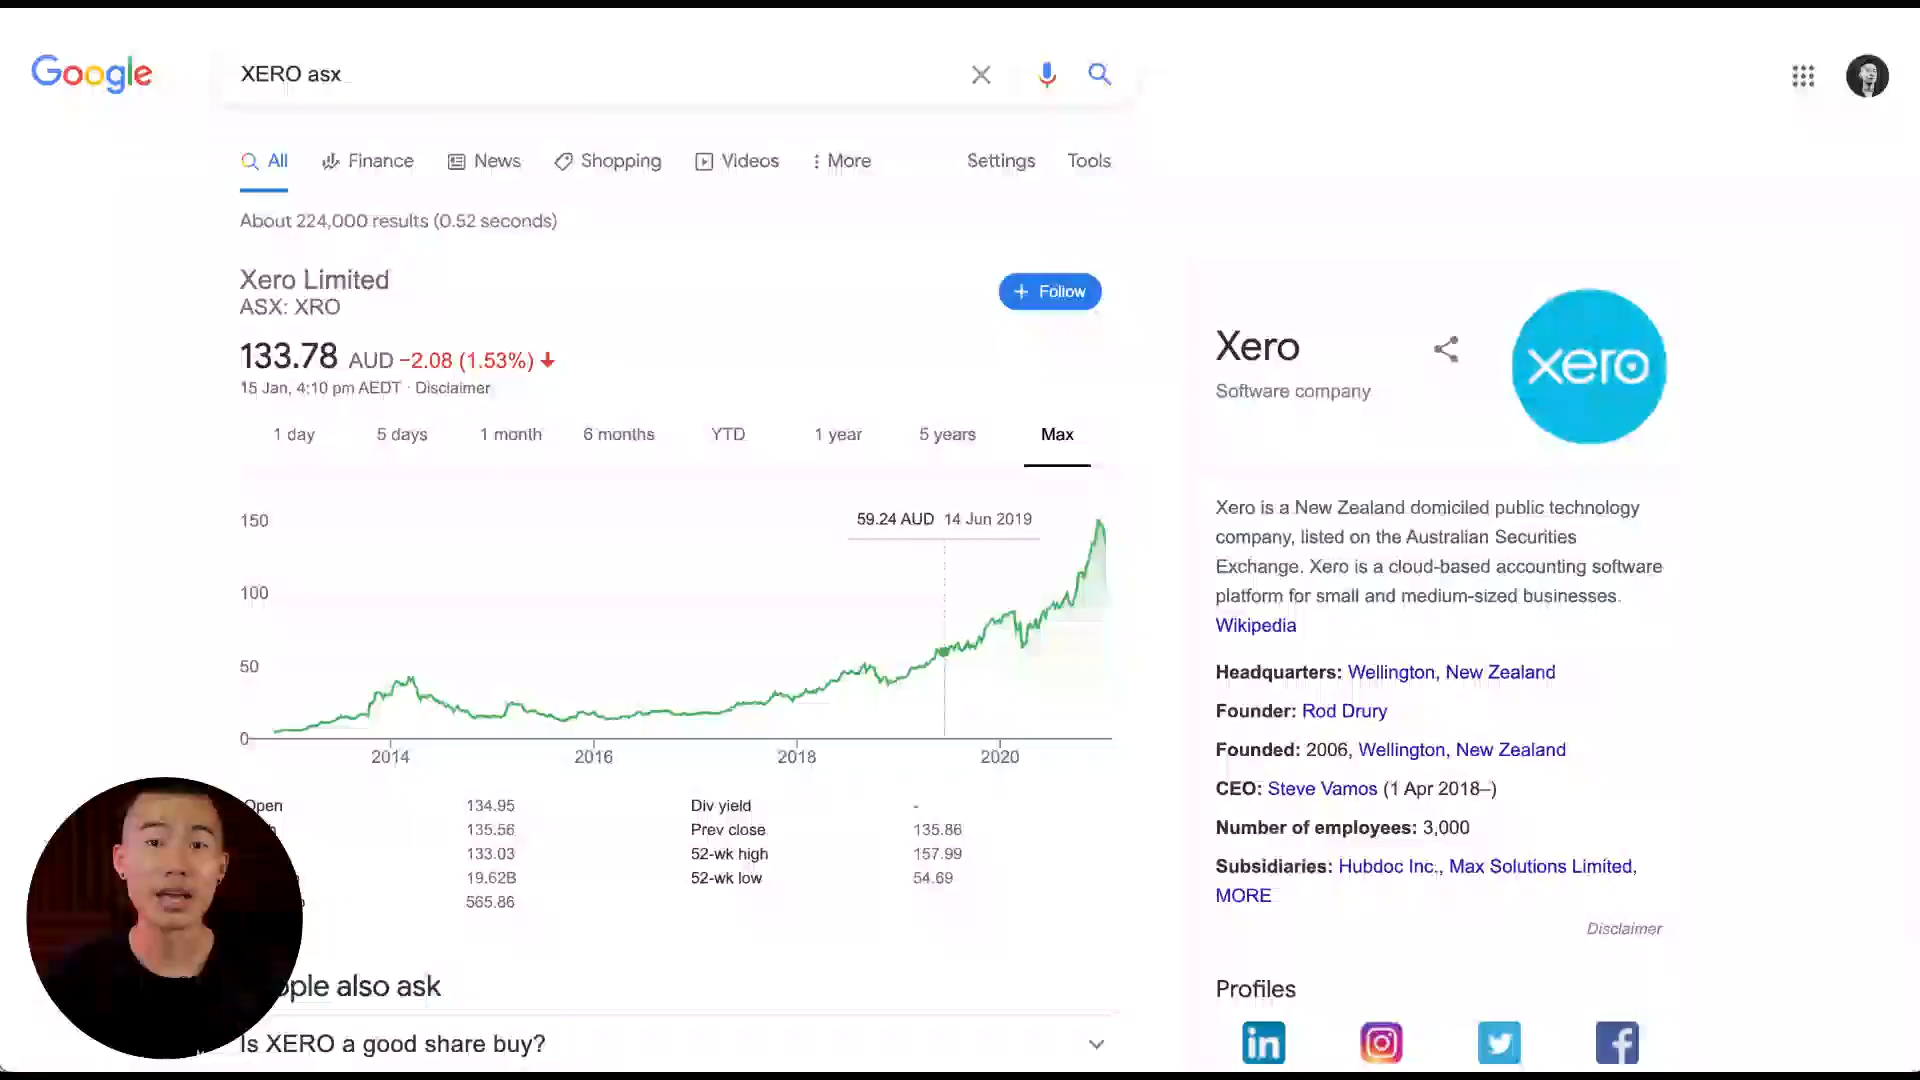 Google
XERO asx
All Finance News Shopping Videos More Settings Tools
About 224,000 results (0.52 seconds)
Xero Limited
ASX: XRO
Follow
133.78 AUD −2.08 (1.53%)
15 Jan, 4:10 pm AEDT · Disclaimer
1 day 5 days 1 month 6 months YTD 1 year 5 years Max
59.24 AUD 14 Jun 2019
150
100
50
0
2014 2016 2018 2020
Open 134.95 Div yield -
135.56 Prev close 135.86
133.03 52-wk high 157.99
19.62B 52-wk low 54.69
565.86
ople also ask
Is XERO a good share buy?
Xero
Software company
xero
Xero is a New Zealand domiciled public technology
company, listed on the Australian Securities
Exchange. Xero is a cloud-based accounting software
platform for small and medium-sized businesses.
Wikipedia
Headquarters: Wellington, New Zealand
Founder: Rod Drury
Founded: 2006, Wellington, New Zealand
CEO: Steve Vamos (1 Apr 2018–)
Number of employees: 3,000
Subsidiaries: Hubdoc Inc., Max Solutions Limited,
MORE
Disclaimer
Profiles
in
f